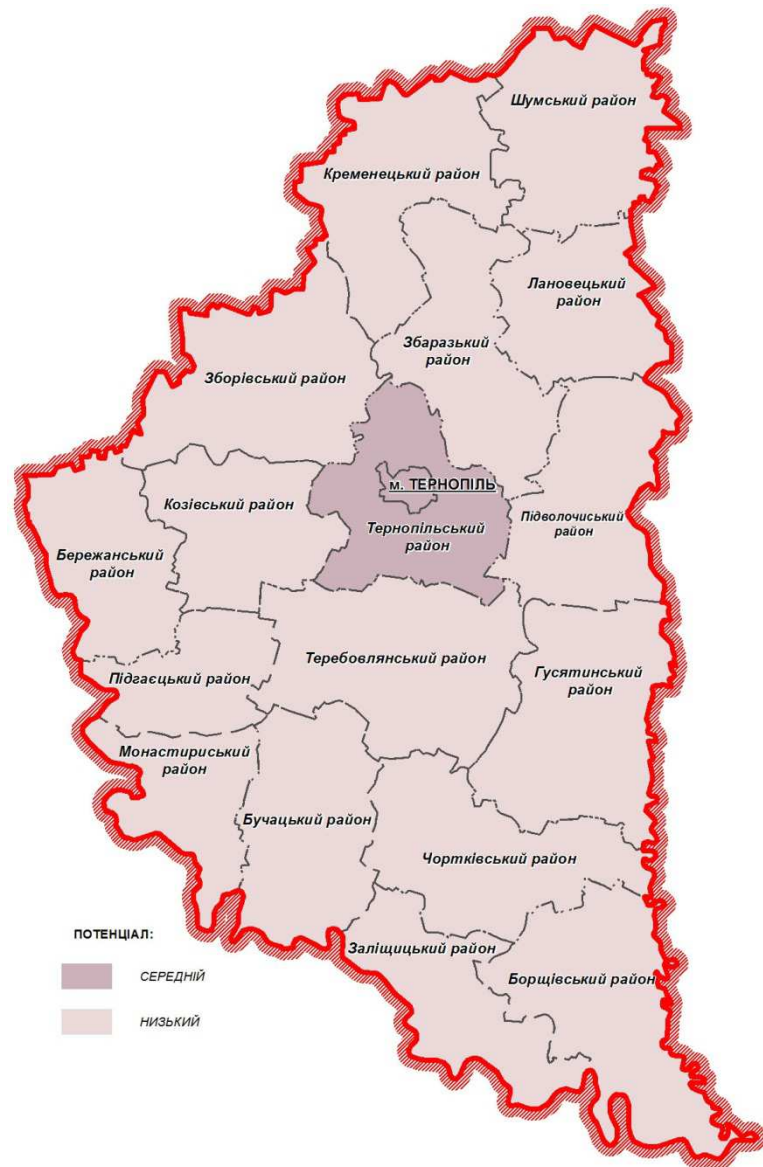 Шумський район
Кременецький район
Лановецький
район
Збаразький
район
Зборівський район
м. ТЕРНОПІЛЬ
Козівський район
Підволочиський
район
Тернопільський
район
Бережанський
район
Теребовлянський район
Гусятинський
район
Підгаєцький район
Монастириський
район
Бучацький район
Чортківський район
ПОТЕНЦІАЛ:
Заліщицький район
СЕРЕДНІЙ
Борщівський район
НИЗЬКИЙ